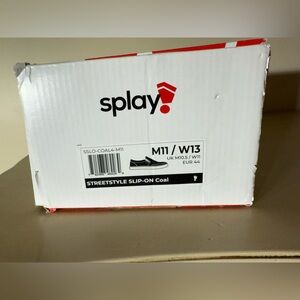 splay
SSLO-COAL4-M11
M11 / W13
UK M10.5 / W11
EUR 44
STREETSTYLE SLIP-ON Coal